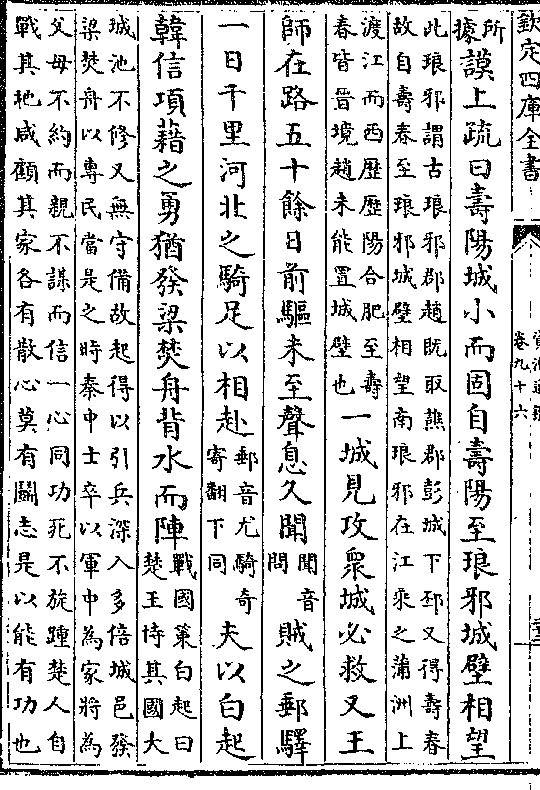 欽定四庫全書
卷九十六
所
據
謨上疏曰壽陽城小而固自壽陽至琅邪城壁相望
此琅邪謂古琅邪郡趙既取譙郡彭城下邳又得壽春
故自壽春至琅邪城壁相望南琅邪在江乘之蒲洲上
渡江而西歴歴陽合肥至壽
春皆晉境趙未能置城壁也
一城見攻衆城必救又王
師在路五十餘日前驅未至聲息久聞
聞音
問
賊之郵驛
一日千里河北之騎足以相赴
郵音尤騎奇
寄翻下同
夫以白起
韓信項藉之勇猶發梁焚舟背水而陣
戰國策白起曰
楚王恃其國大
城池不修又無守備故起得以引兵深入多倍城邑發
梁焚舟以專民當是之時秦中士卒以軍中為家將為
父母不約而親不謀而信一心同功死不旋踵楚人自
戰其地咸顧其家各有散心莫有鬭志是以能有功也